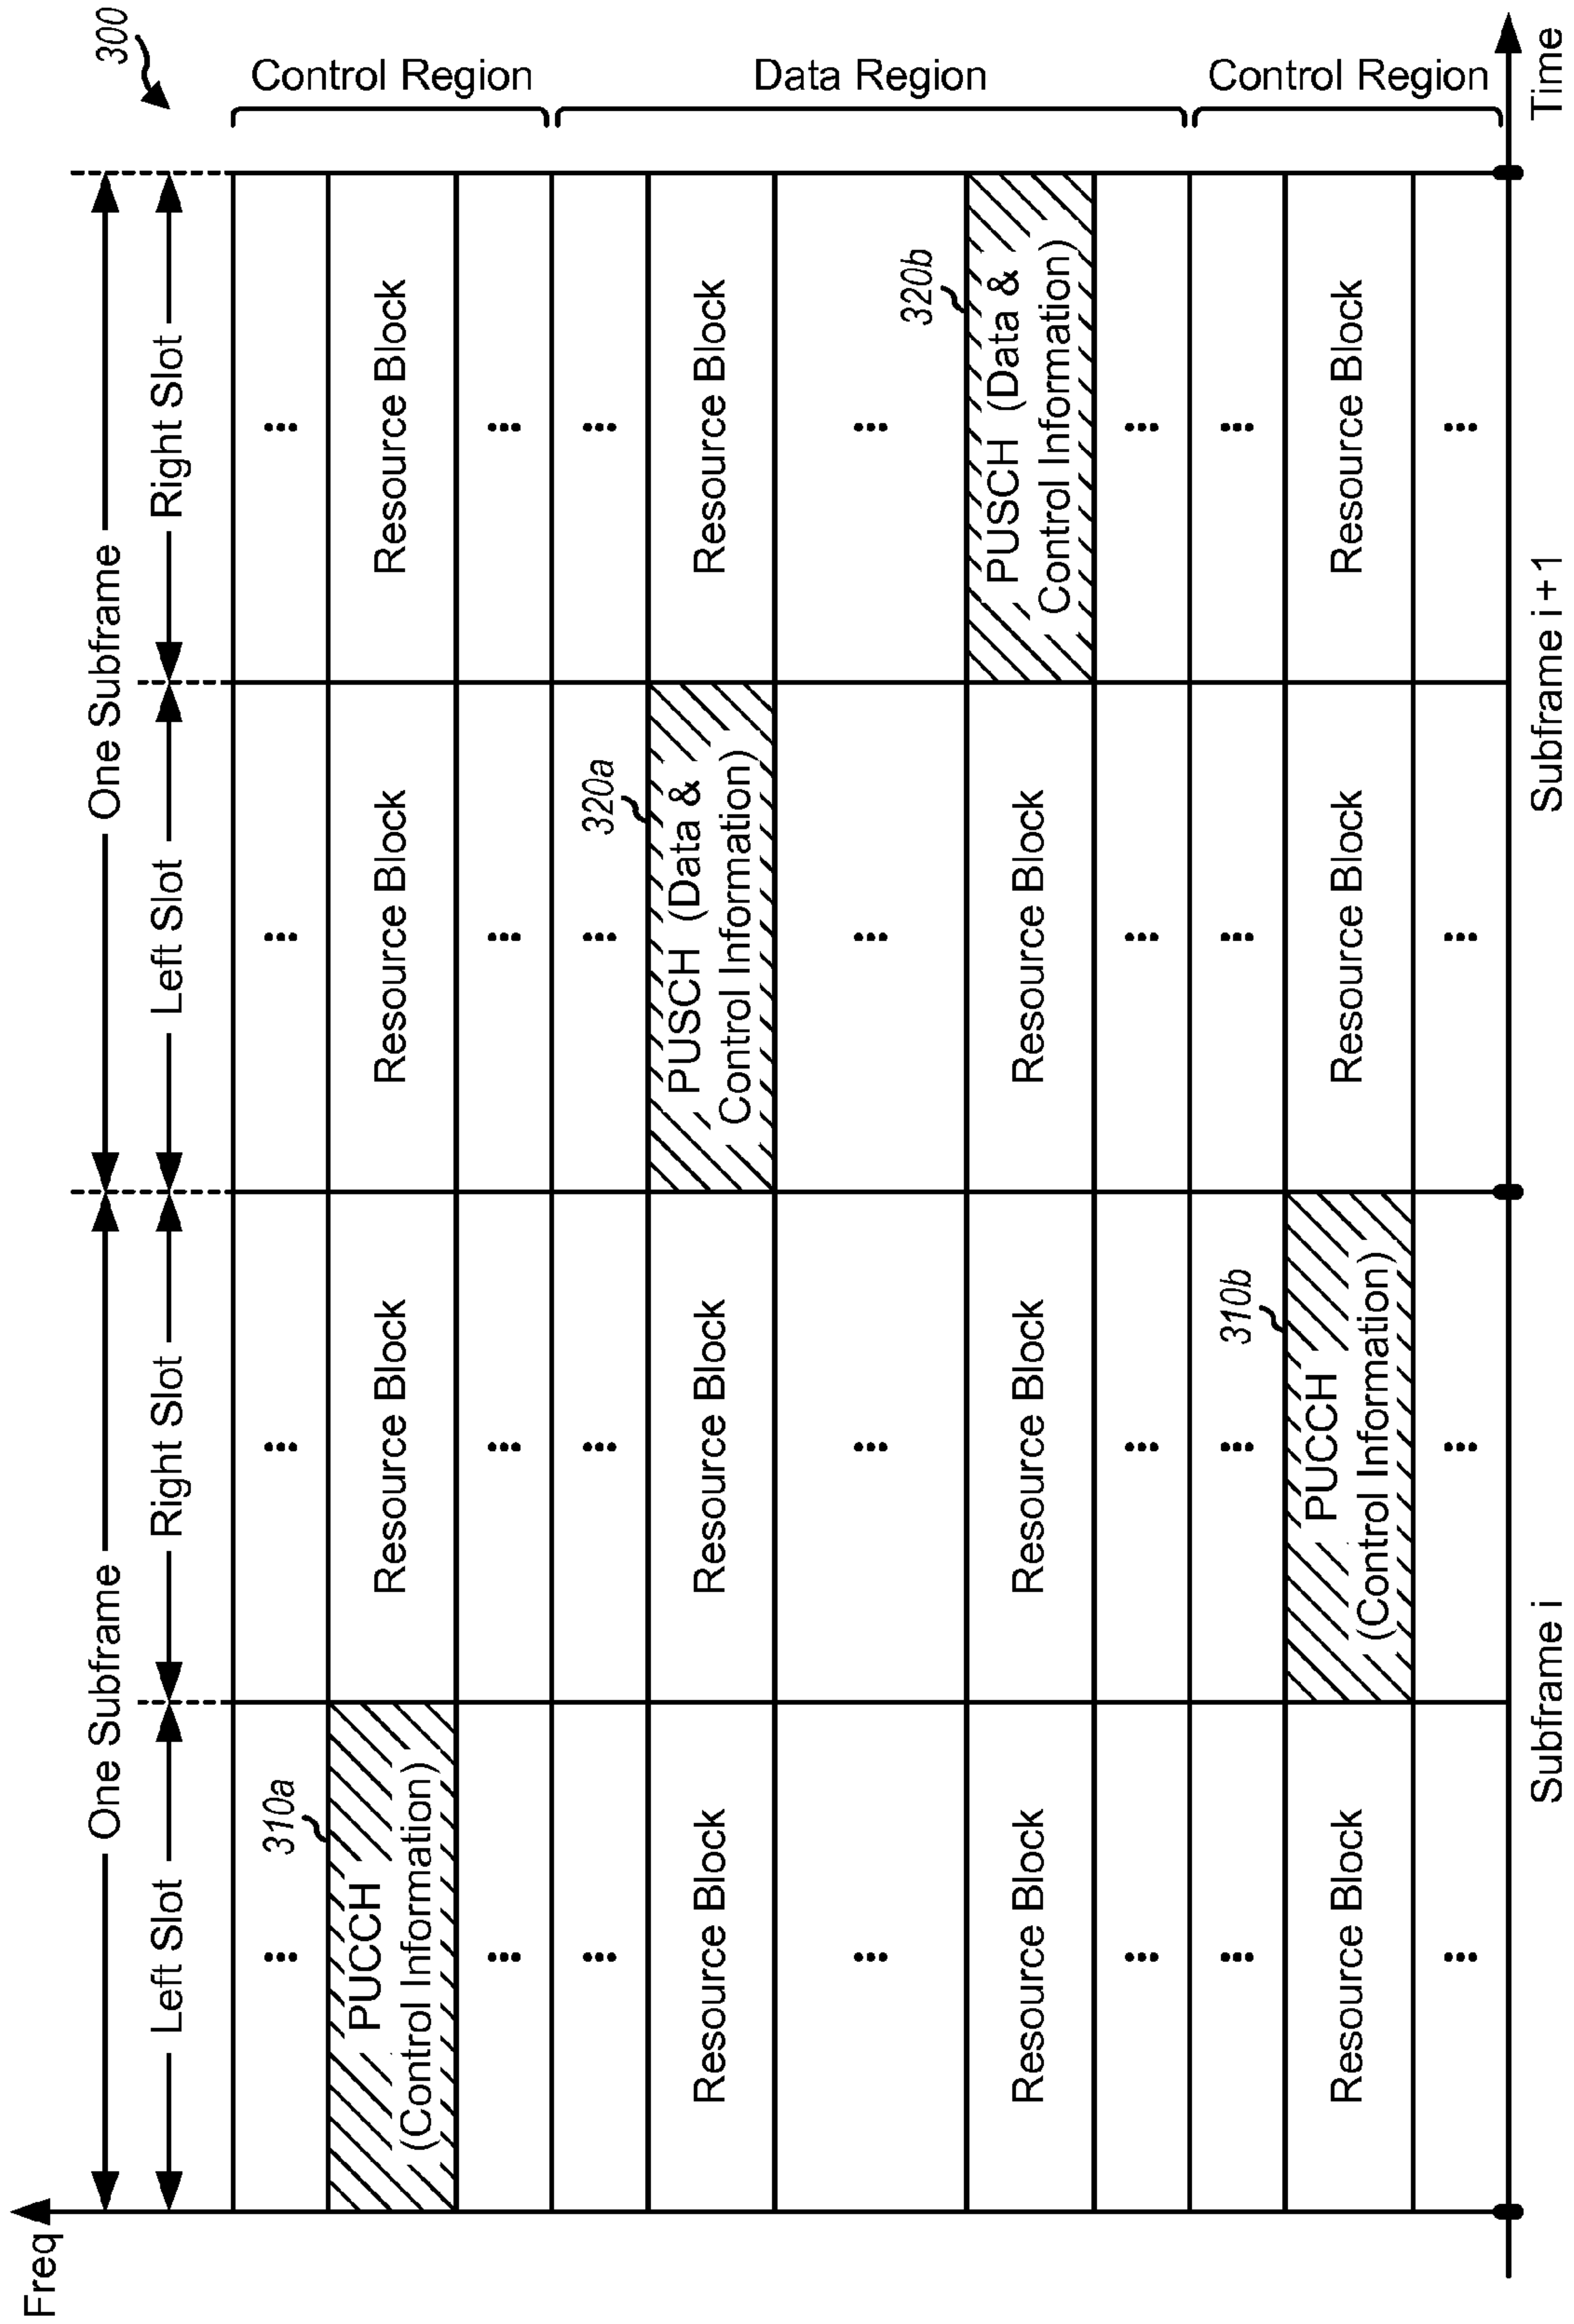 Freq
One Subframe
One Subframe
300
Left Slot
Right Slot
Left Slot
Right Slot
310a
PUCCH
(Control Information)
Resource Block
Resource Block
Resource Block
Control Region
320a
Resource Block
Resource Block
PUSCH (Data &
Control Information)
Resource Block
Data Region
320b
Resource Block
Resource Block
Resource Block
PUSCH (Data &
Control Information)
310b
Resource Block
PUCCH
(Control Information)
Resource Block
Resource Block
Control Region
Subframe i
Subframe i + 1
Time